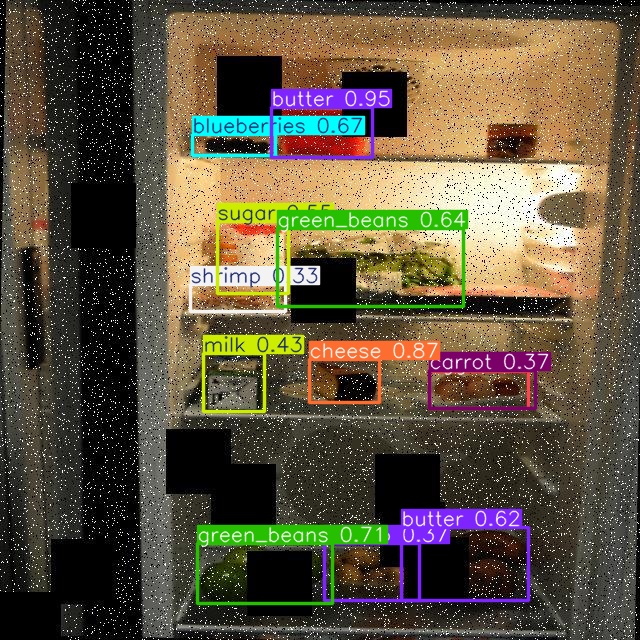 butter 0.95
blueberries 0.67
sugar 0.55
green_beans 0.64
shrimp 0.33
milk 0.43
cheese 0.87
carrot 0.37
butter 0.62
green_beans 0.71
0.37